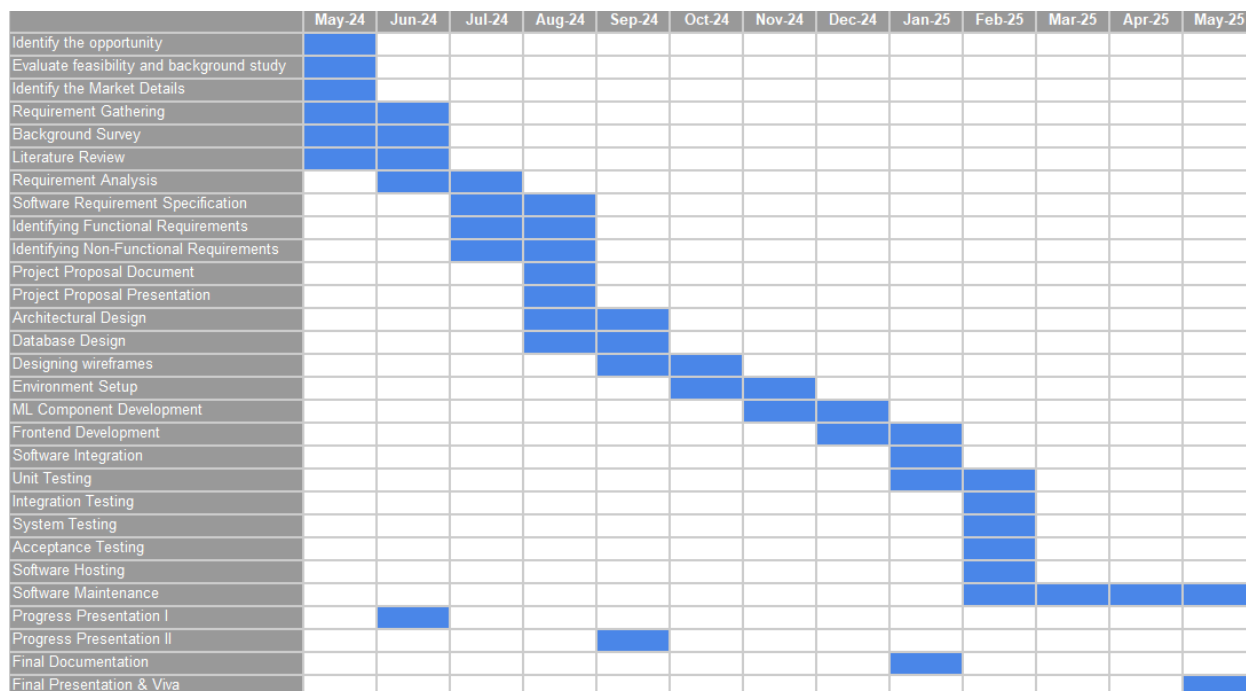 May-24 Jun-24 Jul-24 Aug-24 Sep-24 Oct-24 Nov-24 Dec-24 Jan-25 Feb-25 Mar-25 Apr-25 May-25
Identify the opportunity
Evaluate feasibility and background study
Identify the Market Details
Requirement Gathering
Background Survey
Literature Review
Requirement Analysis
Software Requirement Specification
Identifying Functional Requirements
Identifying Non-Functional Requirements
Project Proposal Document
Project Proposal Presentation
Architectural Design
Database Design
Designing wireframes
Environment Setup
ML Component Development
Frontend Development
Software Integration
Unit Testing
Integration Testing
System Testing
Acceptance Testing
Software Hosting
Software Maintenance
Progress Presentation I
Progress Presentation II
Final Documentation
Final Presentation & Viva